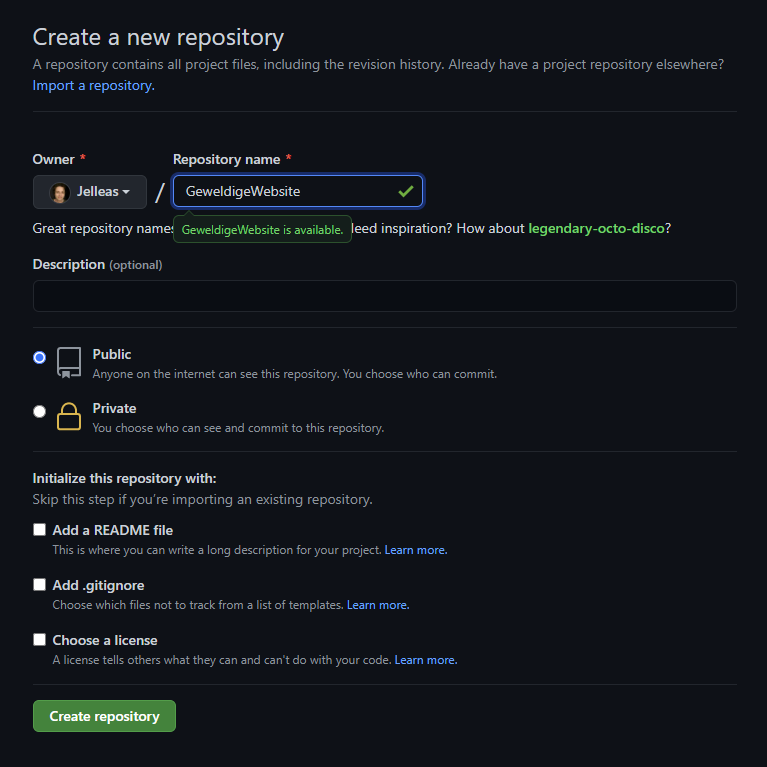 Create a new repository
A repository contains all project files, including the revision history. Already have a project repository elsewhere?
Import a repository.
Owner * Repository name *
Jelleas / GeweldigeWebsite
Great repository names eed inspiration? How about legendary-octo-disco?
GeweldigeWebsite is available.
Description (optional)
Public
Anyone on the internet can see this repository. You choose who can commit.
Private
You choose who can see and commit to this repository.
Initialize this repository with:
Skip this step if you're importing an existing repository.
Add a README file
This is where you can write a long description for your project. Learn more.
Add .gitignore
Choose which files not to track from a list of templates. Learn more.
Choose a license
A license tells others what they can and can't do with your code. Learn more.
Create repository